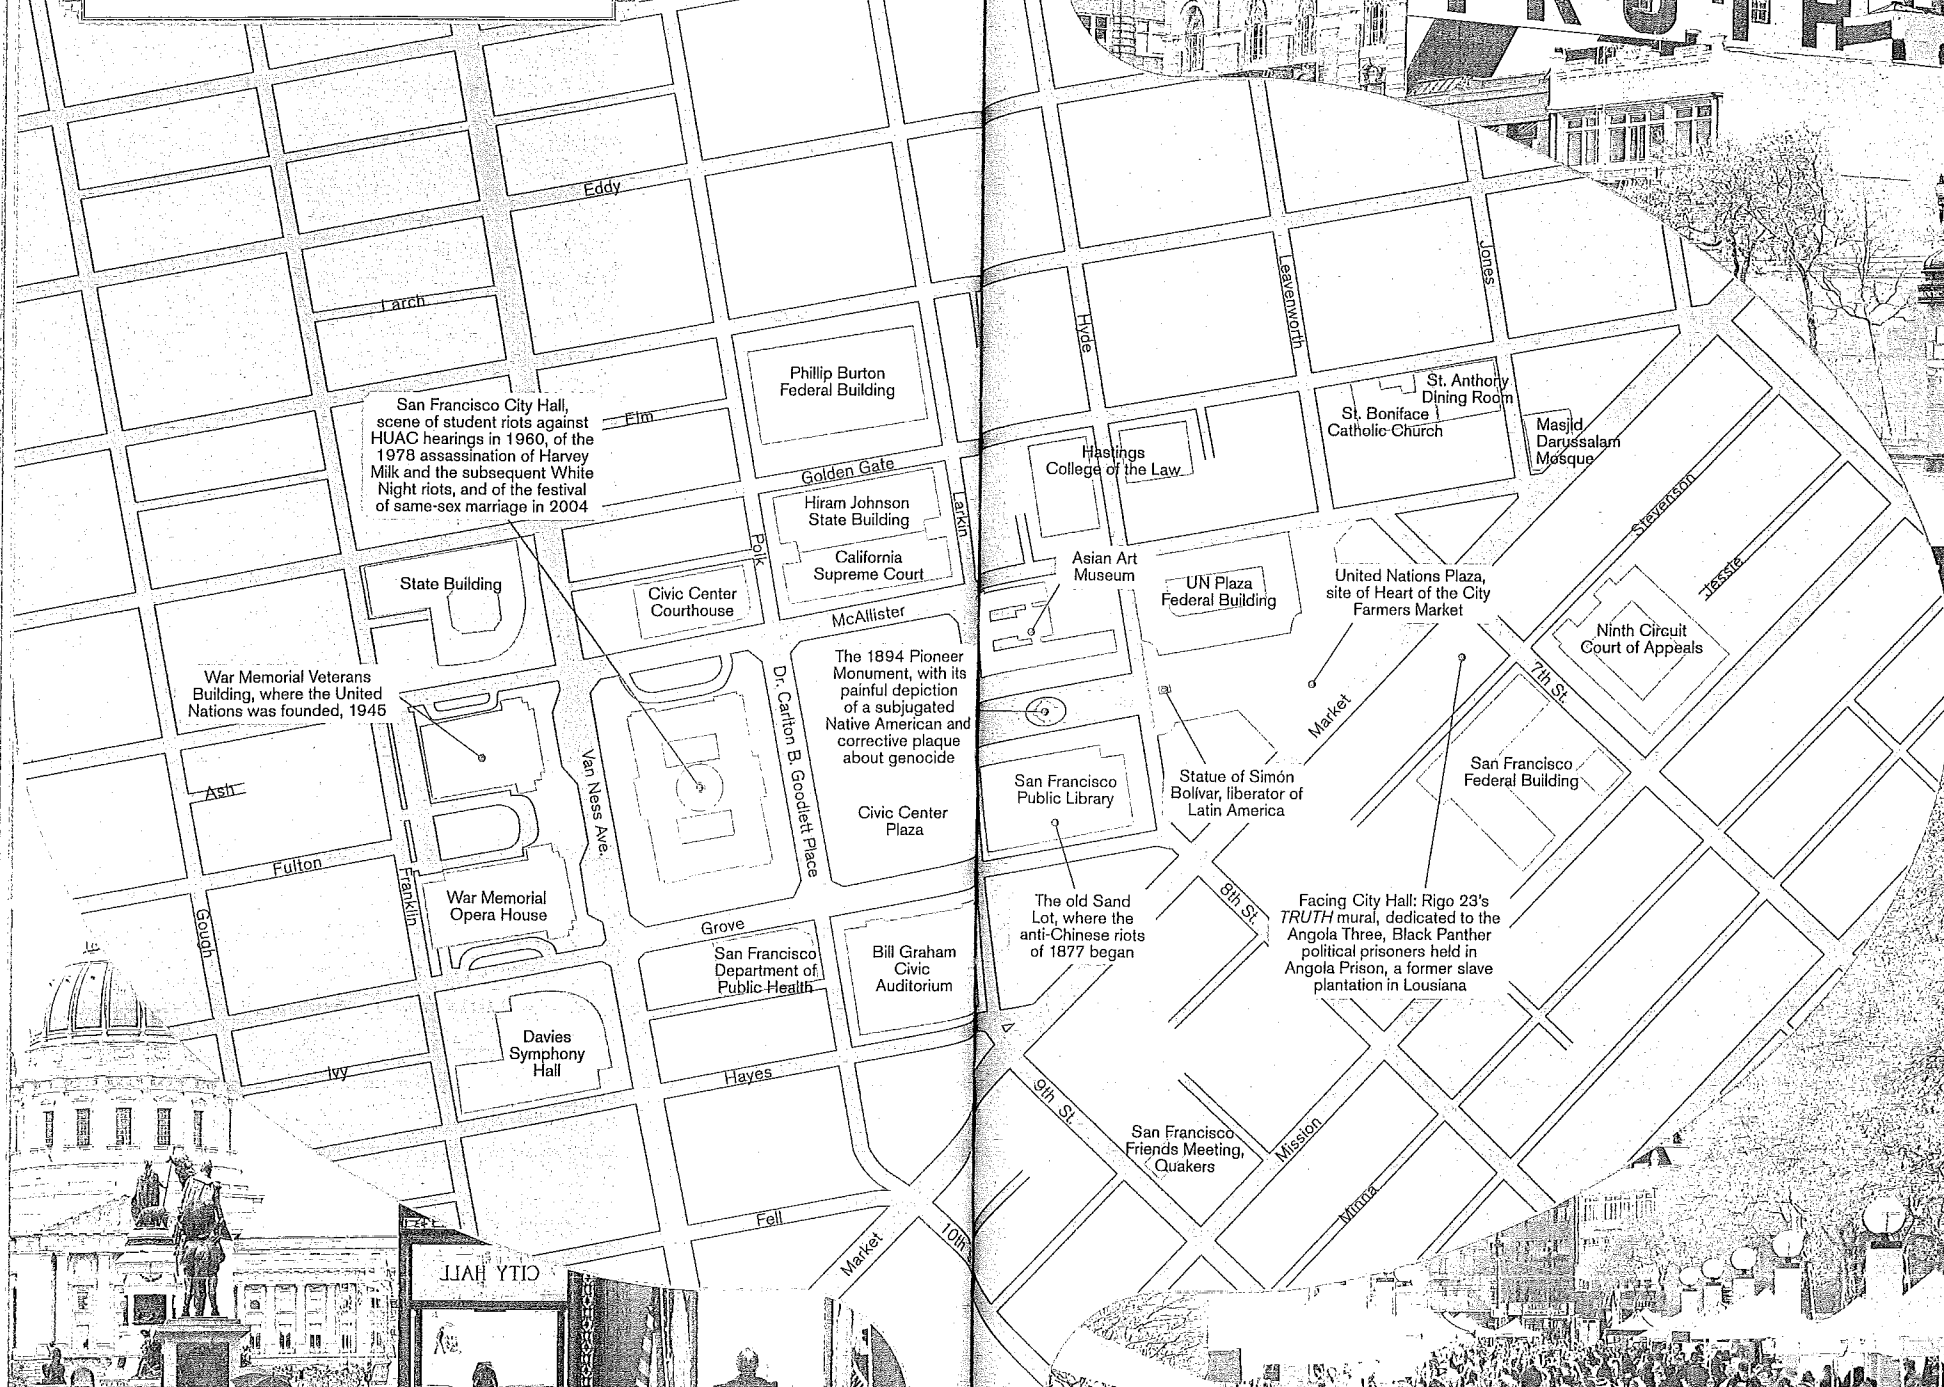 TRUTH
Eddy
Larch
Jones
Leavenworth
Hyde
Phillip Burton
Federal Building
St. Anthony
Dining Room
St. Boniface
Catholic Church
Masjid
Darussalam
Mosque
San Francisco City Hall,
scene of student riots against
HUAC hearings in 1960, of the
1978 assassination of Harvey
Milk and the subsequent White
Night riots, and of the festival
of same-sex marriage in 2004
Elm
Golden Gate
Hastings
College of the Law
Hiram Johnson
State Building
Larkin
Stevenson
Polk
California
Supreme Court
Asian Art
Museum
State Building
Civic Center
Courthouse
UN Plaza
Federal Building
United Nations Plaza,
site of Heart of the City
Farmers Market
Jessie
McAllister
Ninth Circuit
Court of Appeals
War Memorial Veterans
Building, where the United
Nations was founded, 1945
The 1894 Pioneer
Monument, with its
painful depiction
of a subjugated
Native American and
corrective plaque
about genocide
Dr. Carlton B. Goodlett Place
7th St.
Market
Van Ness Ave.
Ash
San Francisco
Public Library
Statue of Simón
Bolívar, liberator of
Latin America
San Francisco
Federal Building
Civic Center
Plaza
Fulton
Franklin
Gough
War Memorial
Opera House
Grove
The old Sand
Lot, where the
anti-Chinese riots
of 1877 began
8th St.
Facing City Hall: Rigo 23's
TRUTH mural, dedicated to the
Angola Three, Black Panther
political prisoners held in
Angola Prison, a former slave
plantation in Lousiana
San Francisco
Department of
Public Health
Bill Graham
Civic
Auditorium
Davies
Symphony
Hall
Ivy
Hayes
9th St.
San Francisco
Friends Meeting,
Quakers
Mission
Minna
Fell
Market
10th
CITY HALL